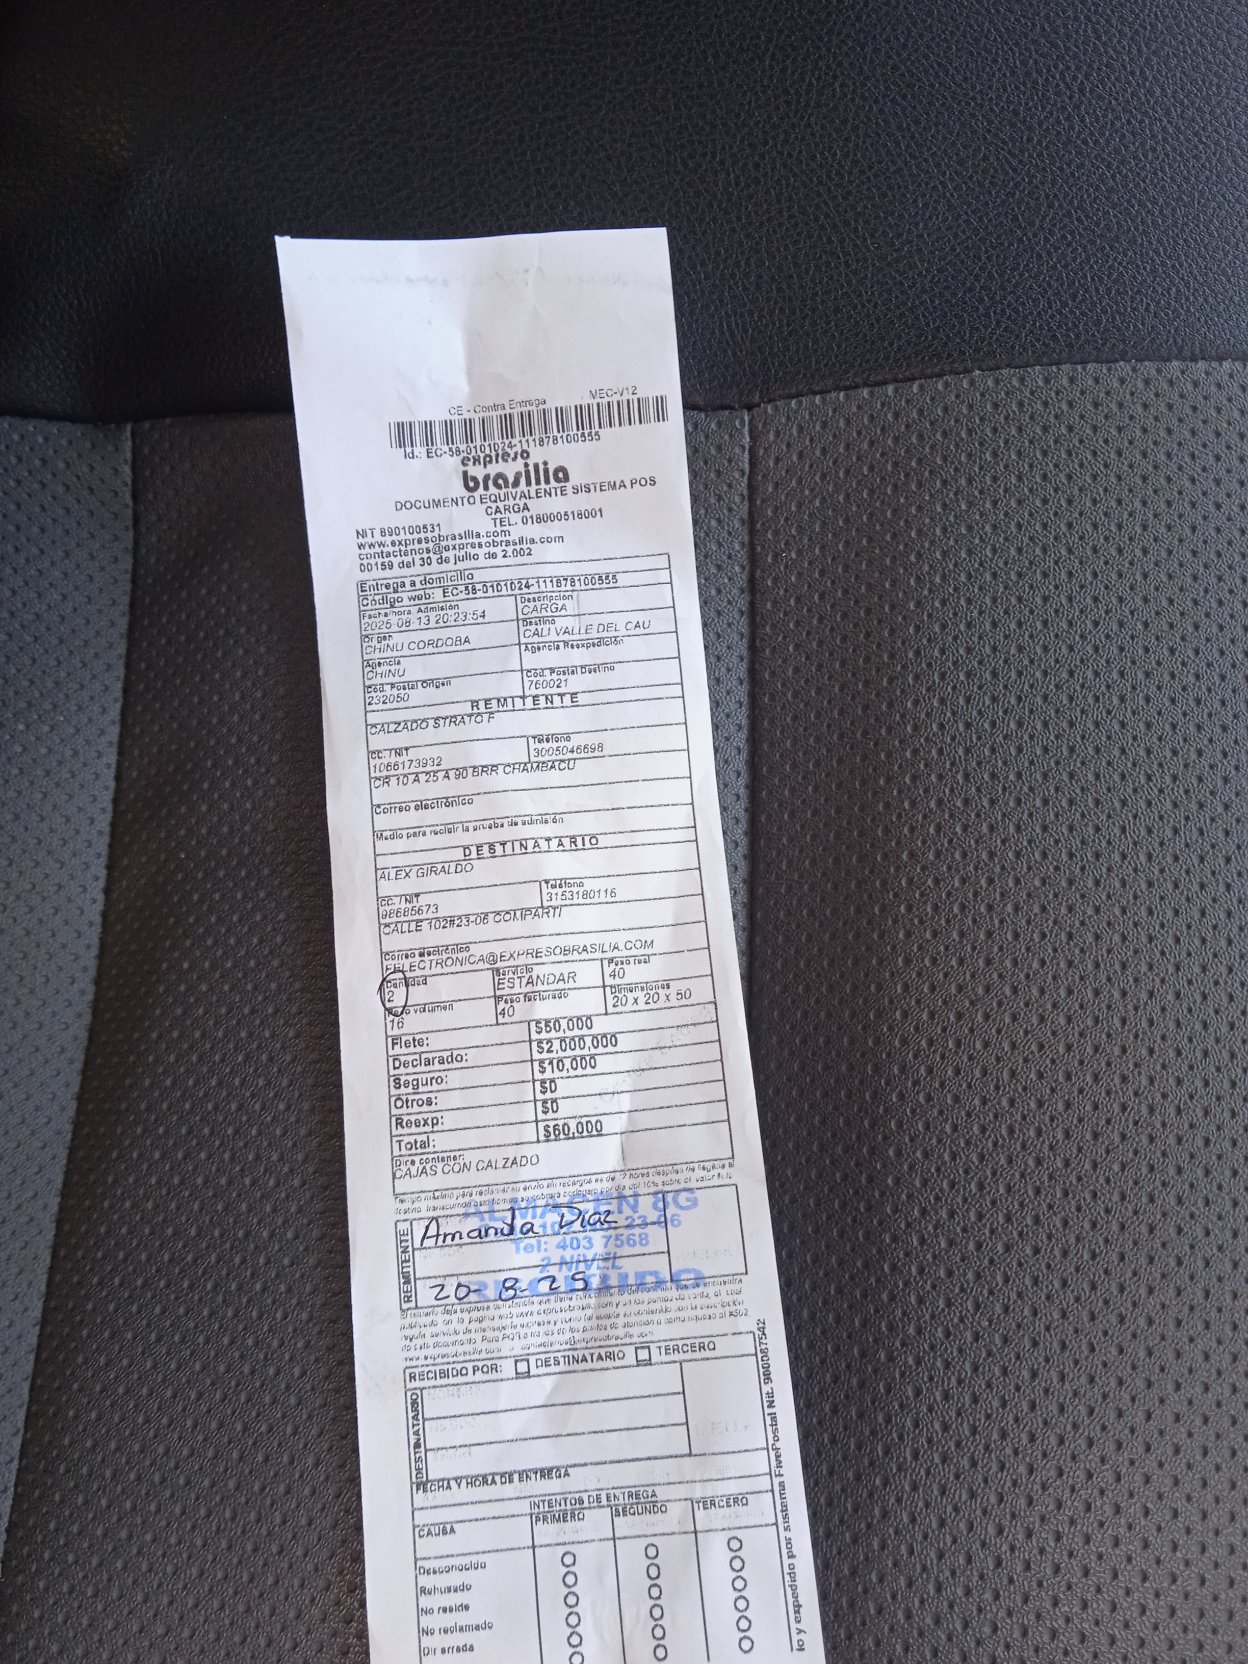 CE - Contra Entrega MEC-V12
Id.: EC-58-0101024-111878100555
expreso
brasilia
DOCUMENTO EQUIVALENTE SISTEMA POS
CARGA
NIT 890100531 TEL. 018000518001
www.expresobrasilia.com
contactenos@expresobrasilia.com
00159 del 30 de julio de 2.002
Entrega a domicilio
Código web: EC-58-0101024-111878100555
Fecha/hora Admisión Descripción
2025-08-13 20:23:54 CARGA
Origen Destino
CHINU CORDOBA CALI VALLE DEL CAU
Agencia Agencia Reexpedición
CHINU
Cód. Postal Origen Cód. Postal Destino
232050 760021
REMITENTE
CALZADO STRATO F
CC. / NIT Teléfono
1066173932 3005046698
CR 10 A 25 A 90 BRR CHAMBACU
Correo electrónico
Medio para recibir la prueba de admisión
DESTINATARIO
ALEX GIRALDO
CC. / NIT Teléfono
98685673 3153180116
CALLE 102#23-06 COMPARTI
Correo electrónico
FELECTRONICA@EXPRESOBRASILIA.COM
Cantidad Servicio Peso real
2 ESTANDAR 40
Peso volumen Peso facturado Dimensiones
16 40 20 x 20 x 50
Flete: $50,000
Declarado: $2,000,000
Seguro: $10,000
Otros: $0
Reexp: $0
Total: $60,000
Dice contener:
CAJAS CON CALZADO
ALMACEN 8G
REMITENTE
Amanda Diaz
23-06
Tel: 403 7568
2 NIVEL
RECIBIDO
20-8-25
RECIBIDO POR: DESTINATARIO TERCERO
DESTINATARIO
FECHA Y HORA DE ENTREGA
INTENTOS DE ENTREGA
CAUSA PRIMERO SEGUNDO TERCERO
Desconocido
Rehusado
No reside
No reclamado
Dir errada
lo y expedido por sistema FivePostal Nit. 900087542